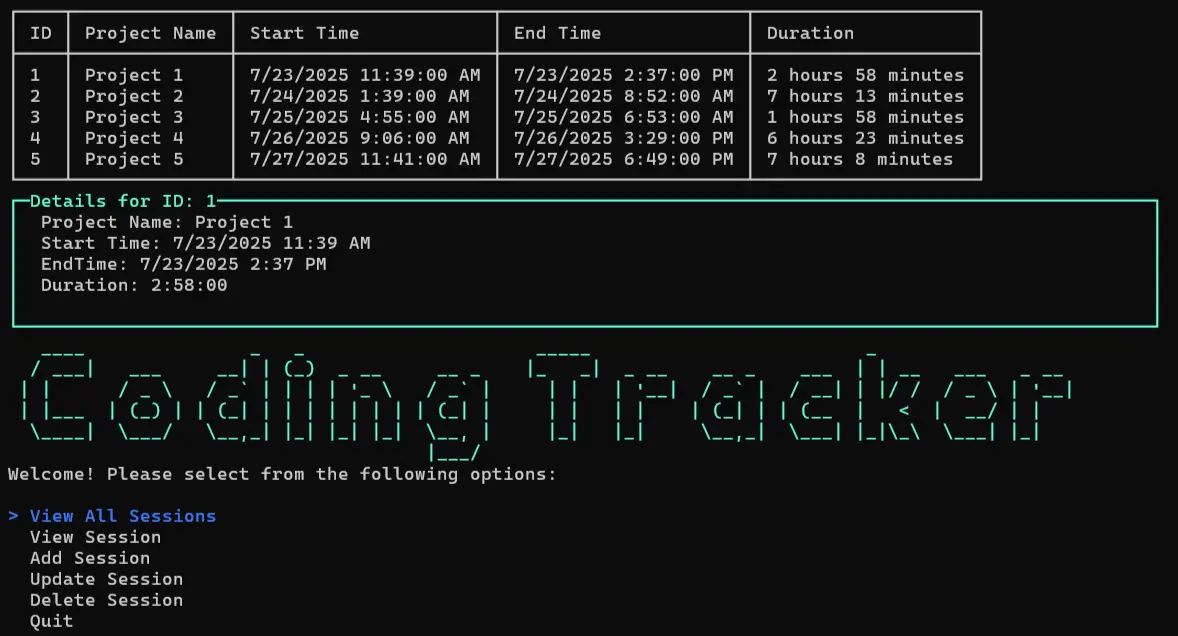 ID Project Name Start Time End Time Duration
1 Project 1 7/23/2025 11:39:00 AM 7/23/2025 2:37:00 PM 2 hours 58 minutes
2 Project 2 7/24/2025 1:39:00 AM 7/24/2025 8:52:00 AM 7 hours 13 minutes
3 Project 3 7/25/2025 4:55:00 AM 7/25/2025 6:53:00 AM 1 hours 58 minutes
4 Project 4 7/26/2025 9:06:00 AM 7/26/2025 3:29:00 PM 6 hours 23 minutes
5 Project 5 7/27/2025 11:41:00 AM 7/27/2025 6:49:00 PM 7 hours 8 minutes
Details for ID: 1
Project Name: Project 1
Start Time: 7/23/2025 11:39 AM
EndTime: 7/23/2025 2:37 PM
Duration: 2:58:00
Coding Tracker
Welcome! Please select from the following options:
> View All Sessions
View Session
Add Session
Update Session
Delete Session
Quit